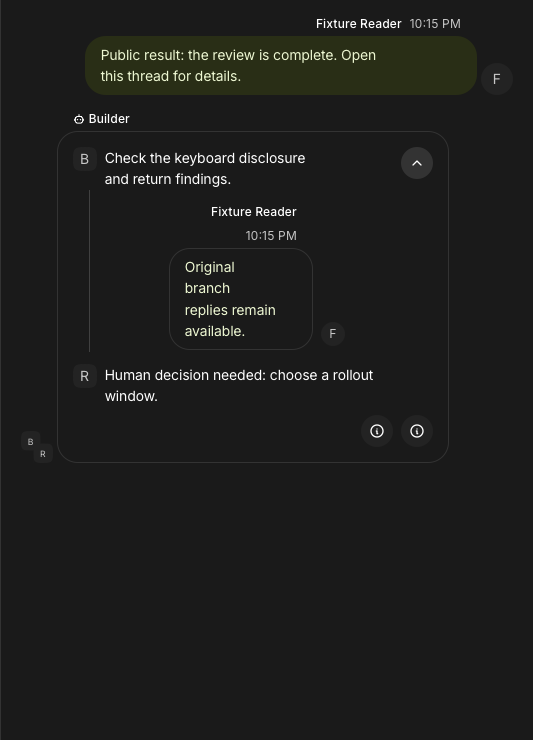 Fixture Reader 10:15 PM
Public result: the review is complete. Open
this thread for details.
F
Builder
B
Check the keyboard disclosure
and return findings.
Fixture Reader
10:15 PM
Original
branch
replies remain
available.
F
R
Human decision needed: choose a rollout
window.
B
R